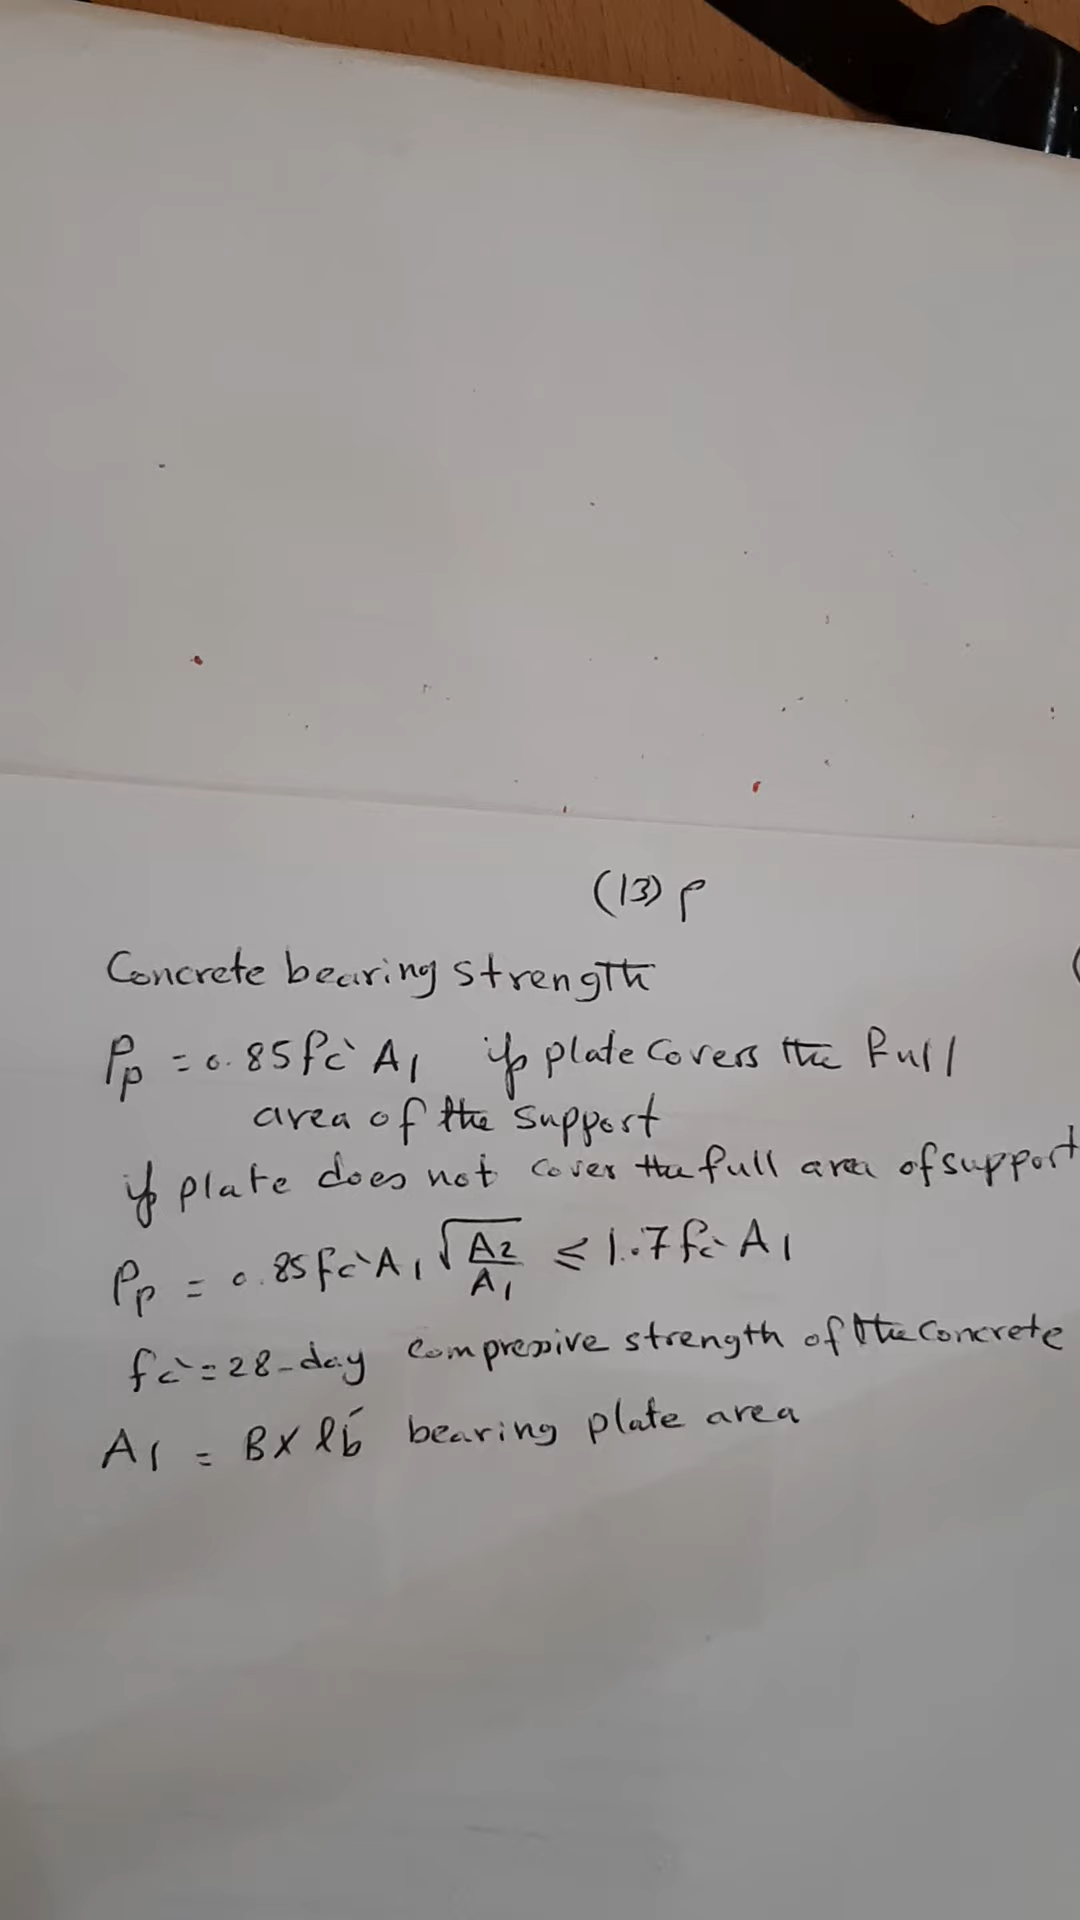 (13) P
Concrete bearing strength
Pp = 0.85 fc' A1 if plate covers the full
area of the support
if plate does not cover the full area of support
Pp = 0.85 fc' A1 √(A2/A1) ≤ 1.7 fc' A1
fc' = 28-day compressive strength of the concrete
A1 = B x lb bearing plate area